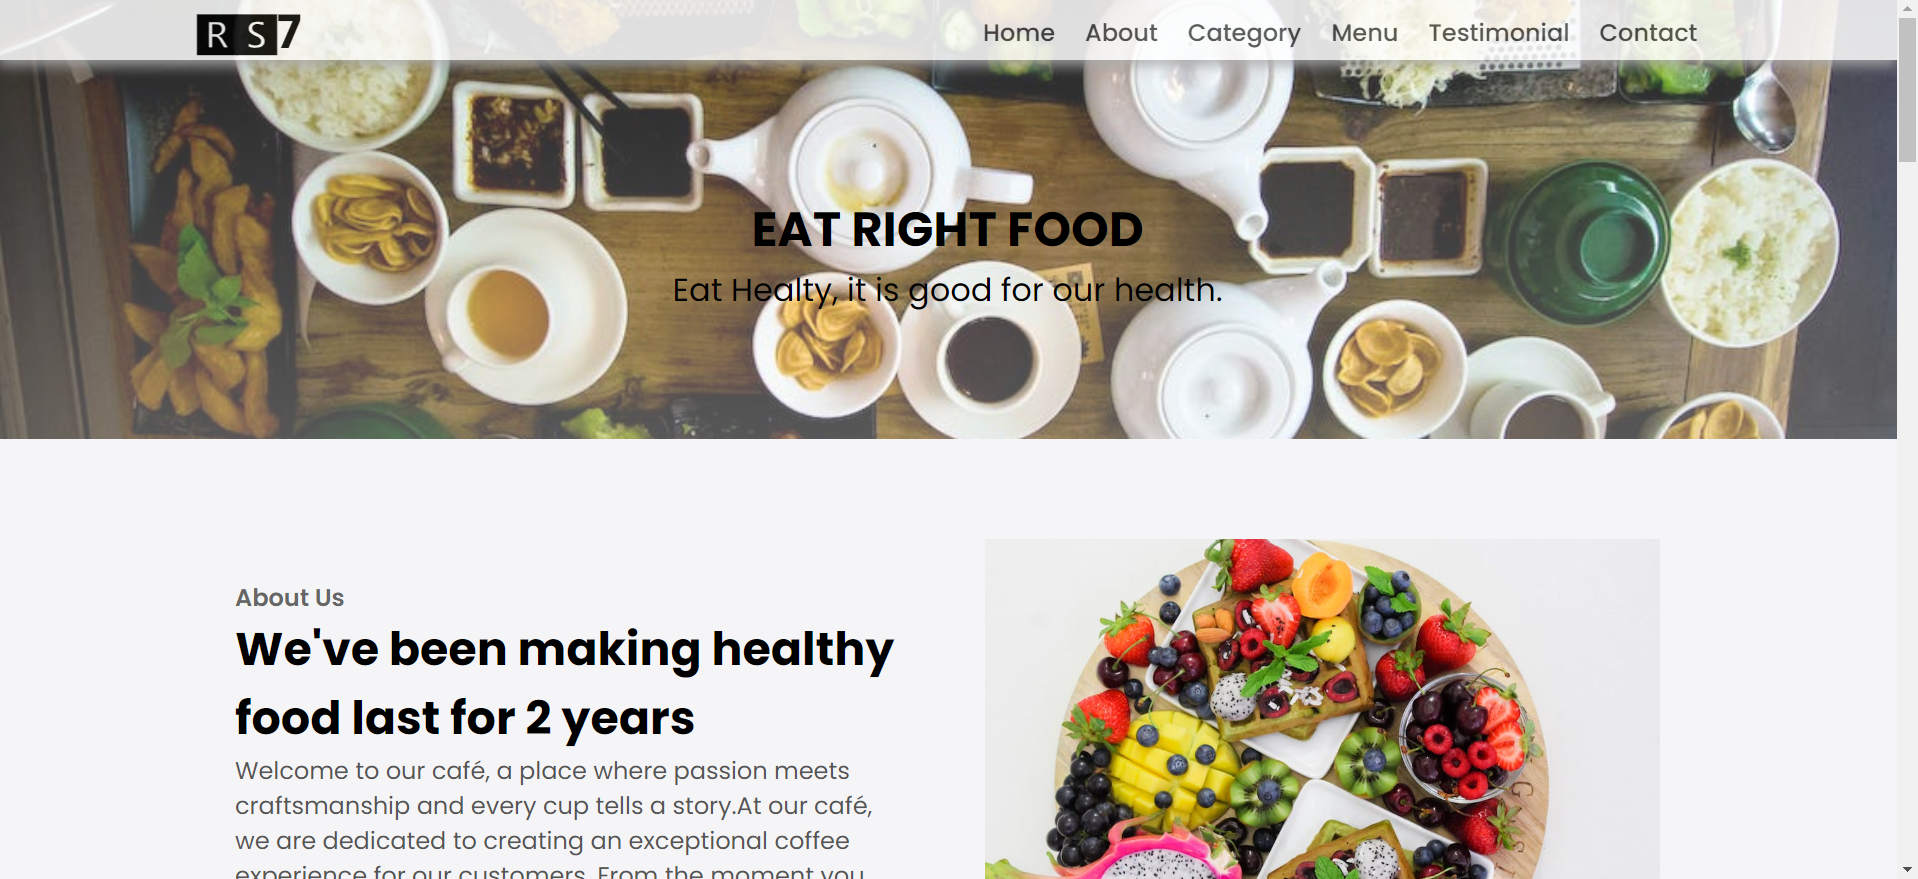 RS7
Home About Category Menu Testimonial Contact
EAT RIGHT FOOD
Eat Healty, it is good for our health.
About Us
We've been making healthy
food last for 2 years
Welcome to our café, a place where passion meets
craftsmanship and every cup tells a story.At our café,
we are dedicated to creating an exceptional coffee
experience for our customers. From the moment you